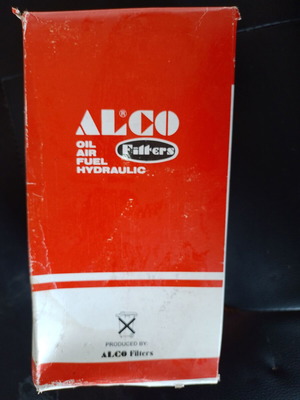 ALCO®
OIL
AIR
FUEL
HYDRAULIC
Filters
PRODUCED BY:
ALCO Filters